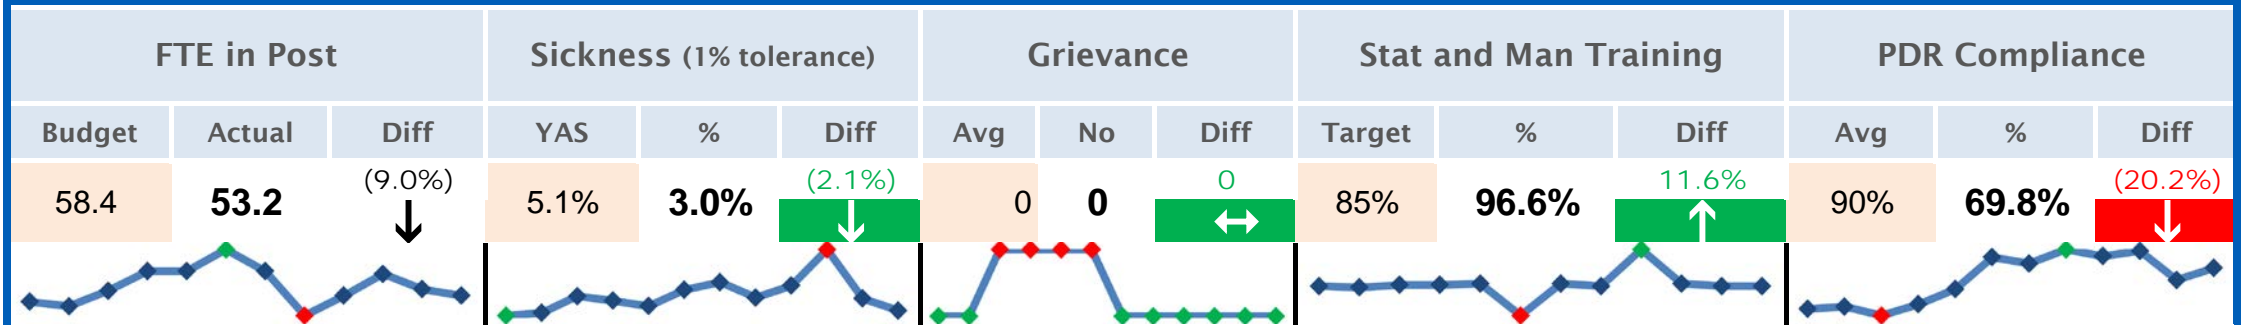 FTE in Post Sickness (1% tolerance) Grievance Stat and Man Training PDR Compliance
Budget Actual Diff YAS % Diff Avg No Diff Target % Diff Avg % Diff
58.4 53.2 (9.0%) 5.1% 3.0% (2.1%) 0 0 0 85% 96.6% 11.6% 90% 69.8% (20.2%)